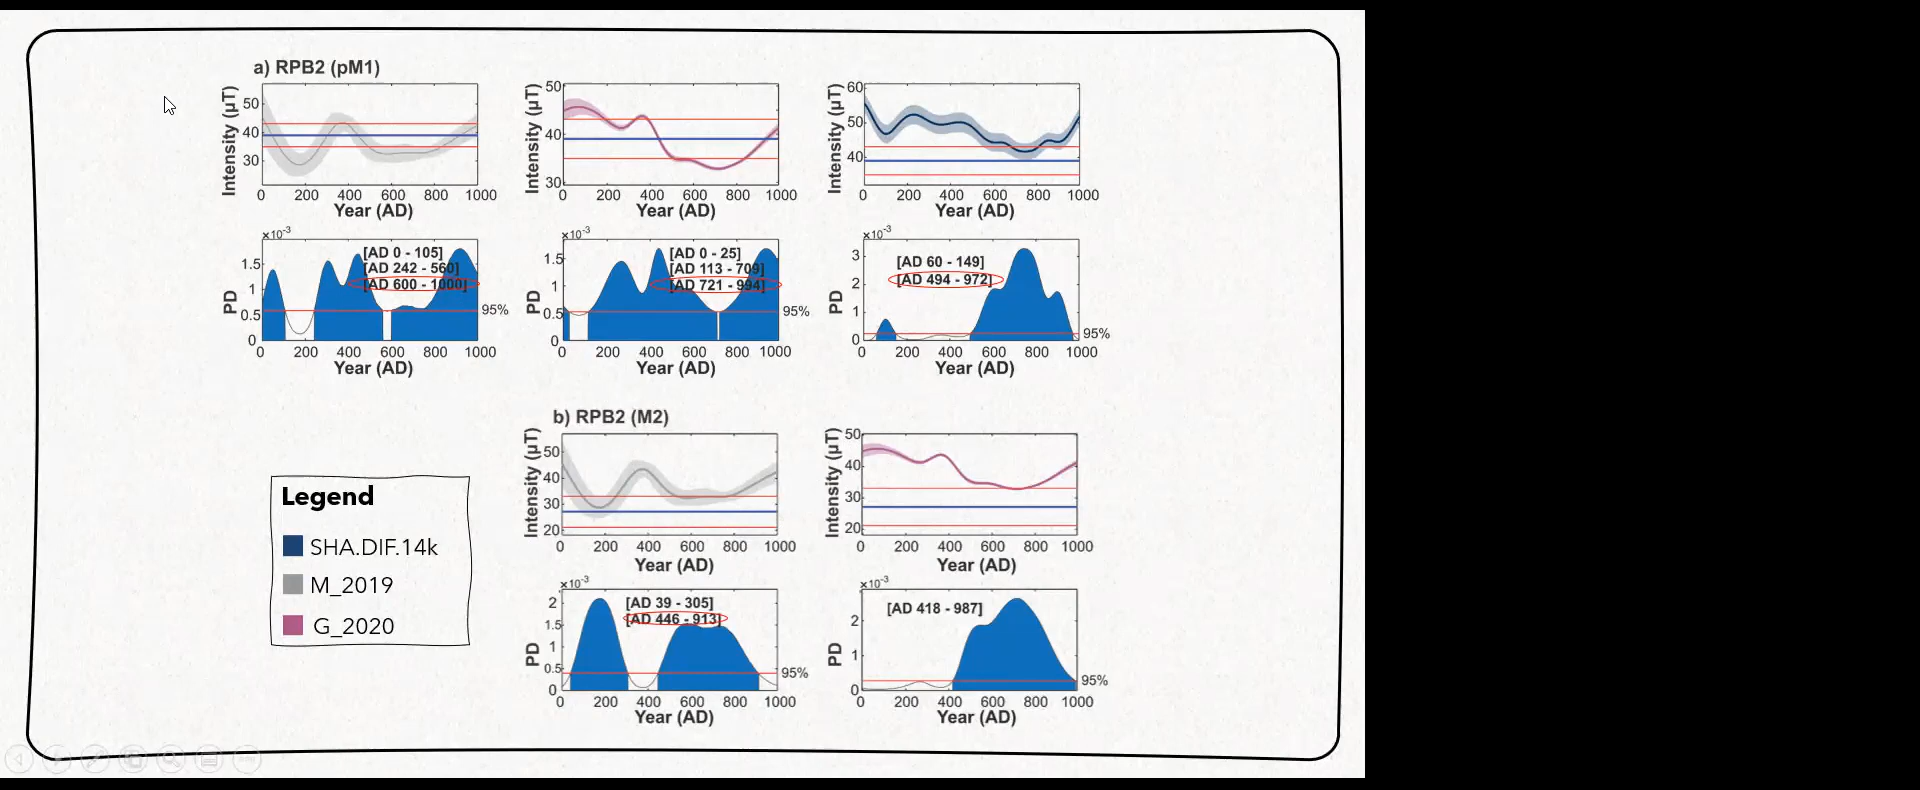 a) RPB2 (pM1)
Intensity (µT)
50
40
30
0 200 400 600 800 1000
Year (AD)
Intensity (µT)
50
40
30
0 200 400 600 800 1000
Year (AD)
Intensity (µT)
60
50
40
0 200 400 600 800 1000
Year (AD)
×10-3
PD
1.5
1
0.5
0
[AD 0 - 105]
[AD 242 - 560]
[AD 600 - 1000]
95%
0 200 400 600 800 1000
Year (AD)
×10-3
PD
1.5
1
0.5
0
[AD 0 - 25]
[AD 113 - 709]
[AD 721 - 994]
95%
0 200 400 600 800 1000
Year (AD)
×10-3
PD
3
2
1
0
[AD 60 - 149]
[AD 494 - 972]
95%
0 200 400 600 800 1000
Year (AD)
b) RPB2 (M2)
Intensity (µT)
50
40
30
20
0 200 400 600 800 1000
Year (AD)
Intensity (µT)
50
40
30
20
0 200 400 600 800 1000
Year (AD)
Legend
SHA.DIF.14k
M_2019
G_2020
×10-3
PD
2
1.5
1
0.5
0
[AD 39 - 305]
[AD 446 - 913]
95%
0 200 400 600 800 1000
Year (AD)
×10-3
PD
2
1
0
[AD 418 - 987]
95%
0 200 400 600 800 1000
Year (AD)